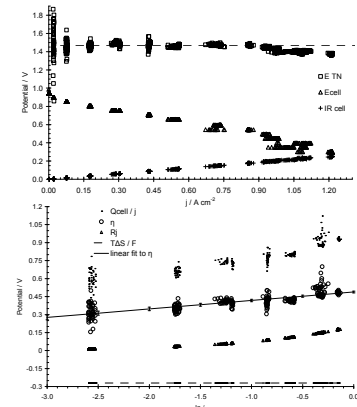 2.0
1.8
1.6
1.4
1.2
1.0
0.8
0.6
0.4
0.2
0.0
Potential / V
E TN
Ecell
IR cell
0.00 0.15 0.30 0.45 0.60 0.75 0.90 1.05 1.20
j / A cm⁻²
1.2
1.05
0.9
0.75
0.6
0.45
0.3
0.15
0
-0.15
-0.3
Potential / V
Qcell / j
η
Rj
TΔS / F
linear fit to η
-3.0 -2.5 -2.0 -1.5 -1.0 -0.5 0.0